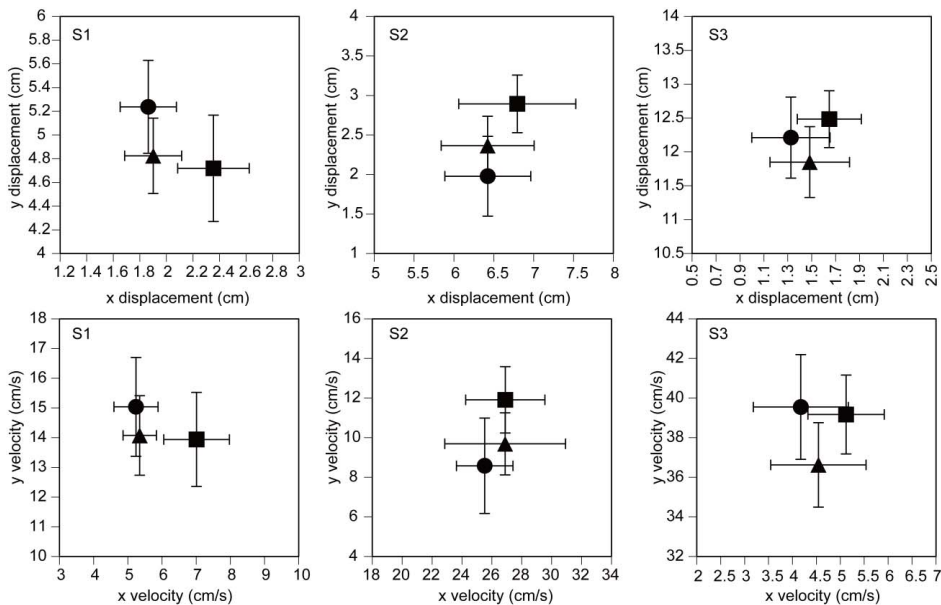 S1
6
5.8
5.6
5.4
5.2
5
4.8
4.6
4.4
4.2
4
y displacement (cm)
1.2 1.4 1.6 1.8 2 2.2 2.4 2.6 2.8 3
x displacement (cm)
S2
4
3.5
3
2.5
2
1.5
1
y displacement (cm)
5 5.5 6 6.5 7 7.5 8
x displacement (cm)
S3
14
13.5
13
12.5
12
11.5
11
10.5
y displacement (cm)
0.5 0.7 0.9 1.1 1.3 1.5 1.7 1.9 2.1 2.3 2.5
x displacement (cm)
S1
18
17
16
15
14
13
12
11
10
y velocity (cm/s)
3 4 5 6 7 8 9 10
x velocity (cm/s)
S2
16
14
12
10
8
6
4
y velocity (cm/s)
18 20 22 24 26 28 30 32 34
x velocity (cm/s)
S3
44
42
40
38
36
34
32
y velocity (cm/s)
2 2.5 3 3.5 4 4.5 5 5.5 6 6.5 7
x velocity (cm/s)